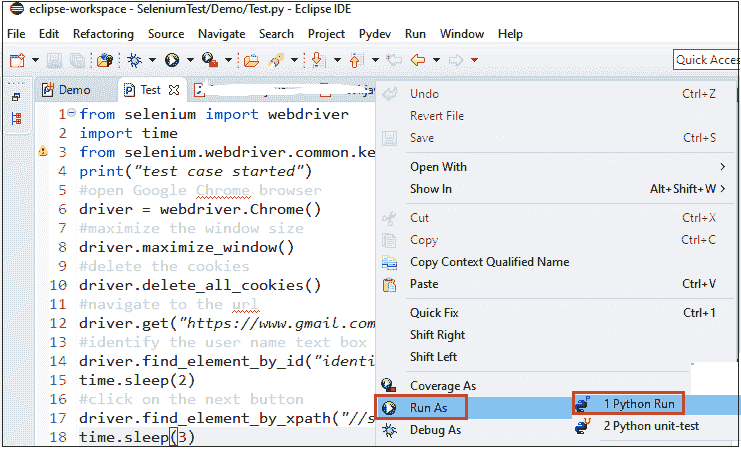 eclipse-workspace - SeleniumTest/Demo/Test.py - Eclipse IDE
File Edit Refactoring Source Navigate Search Project Pydev Run Window Help
Quick Acces
Demo Test
1 from selenium import webdriver
2 import time
3 from selenium.webdriver.common.ke
4 print("test case started")
5 #open Google Chrome browser
6 driver = webdriver.Chrome()
7 #maximize the window size
8 driver.maximize_window()
9 #delete the cookies
10 driver.delete_all_cookies()
11 #navigate to the url
12 driver.get("https://www.gmail.com
13 #identify the user name text box
14 driver.find_element_by_id("identi
15 time.sleep(2)
16 #click on the next button
17 driver.find_element_by_xpath("//s
18 time.sleep(3)
Undo Ctrl+Z
Revert File
Save Ctrl+S
Open With
Show In Alt+Shift+W
Cut Ctrl+X
Copy Ctrl+C
Copy Context Qualified Name
Paste Ctrl+V
Quick Fix Ctrl+1
Shift Right
Shift Left
Coverage As
Run As
Debug As
1 Python Run
2 Python unit-test